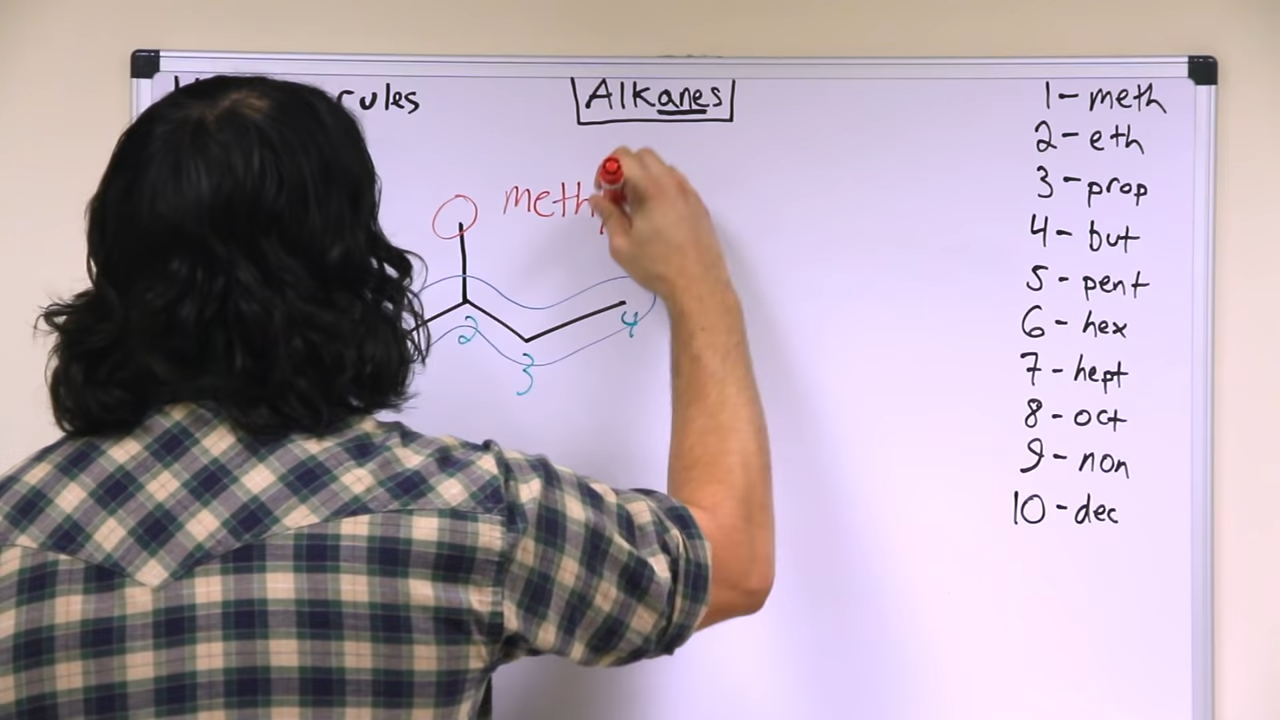 Alkanes
meth
2
3
4
1 - meth
2 - eth
3 - prop
4 - but
5 - pent
6 - hex
7 - hept
8 - oct
9 - non
10 - dec